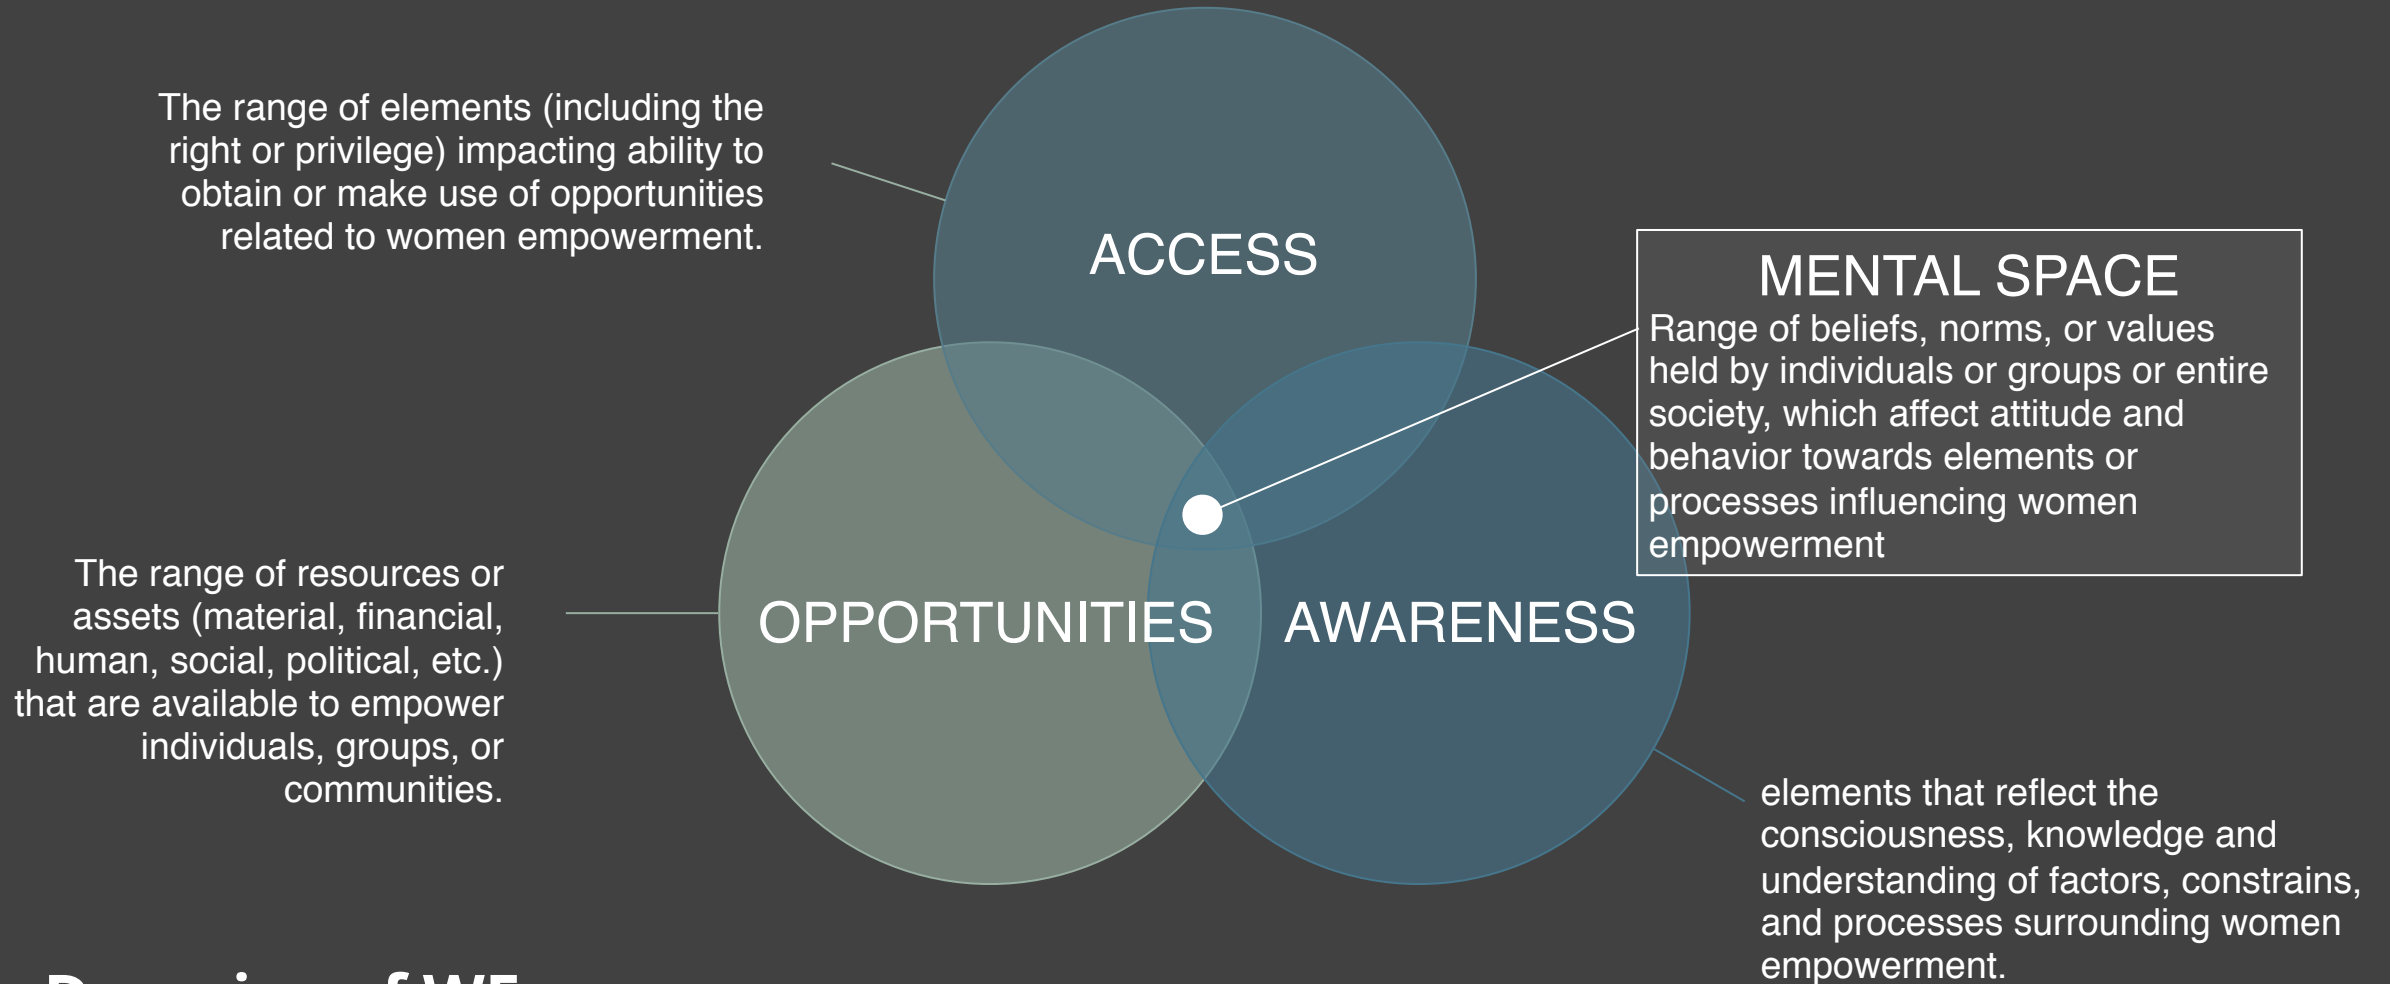 The range of elements (including the
right or privilege) impacting ability to
obtain or make use of opportunities
related to women empowerment.
ACCESS
MENTAL SPACE
Range of beliefs, norms, or values
held by individuals or groups or entire
society, which affect attitude and
behavior towards elements or
processes influencing women
empowerment
The range of resources or
assets (material, financial,
human, social, political, etc.)
that are available to empower
individuals, groups, or
communities.
OPPORTUNITIES
AWARENESS
elements that reflect the
consciousness, knowledge and
understanding of factors, constrains,
and processes surrounding women
empowerment.
of WE